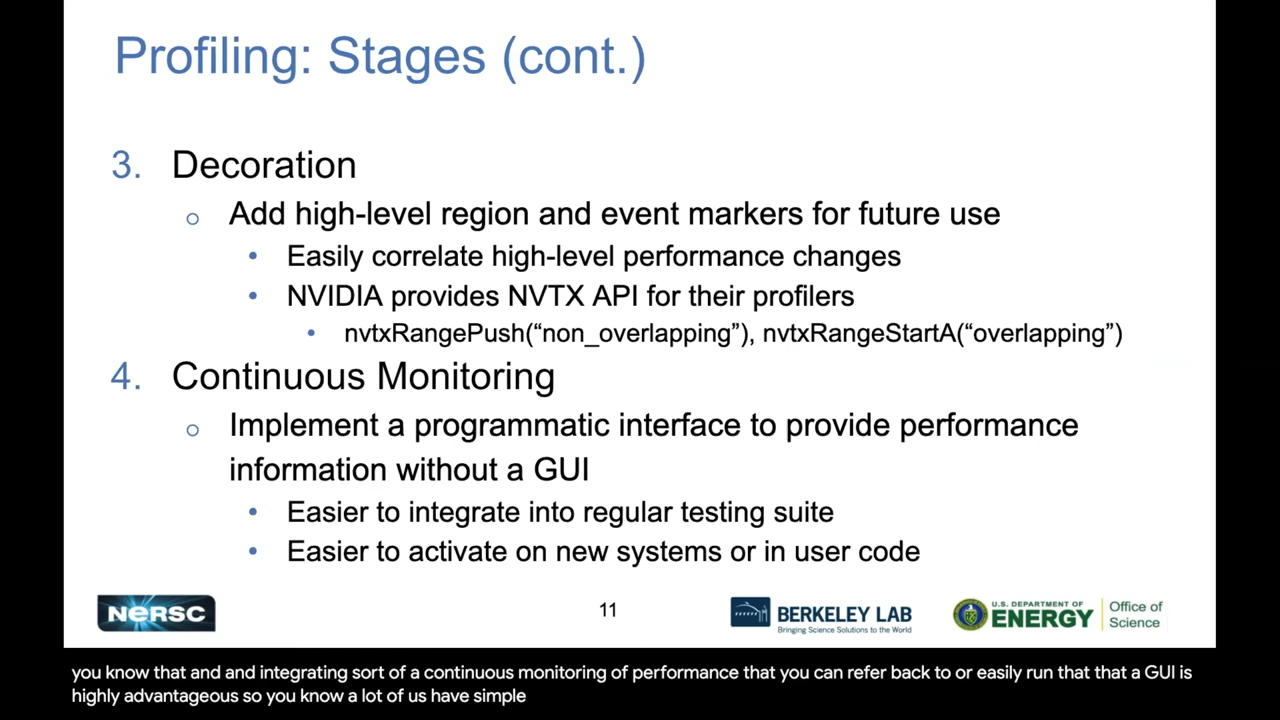 Profiling: Stages (cont.)
3. Decoration
○ Add high-level region and event markers for future use
• Easily correlate high-level performance changes
• NVIDIA provides NVTX API for their profilers
• nvtxRangePush(“non_overlapping”), nvtxRangeStartA(“overlapping”)
4. Continuous Monitoring
○ Implement a programmatic interface to provide performance
information without a GUI
• Easier to integrate into regular testing suite
• Easier to activate on new systems or in user code
NERSC
11
BERKELEY LAB
Bringing Science Solutions to the World
U.S. DEPARTMENT OF
ENERGY
Office of
Science
you know that and and integrating sort of a continuous monitoring of performance that you can refer back to or easily run that that a GUI is
highly advantageous so you know a lot of us have simple